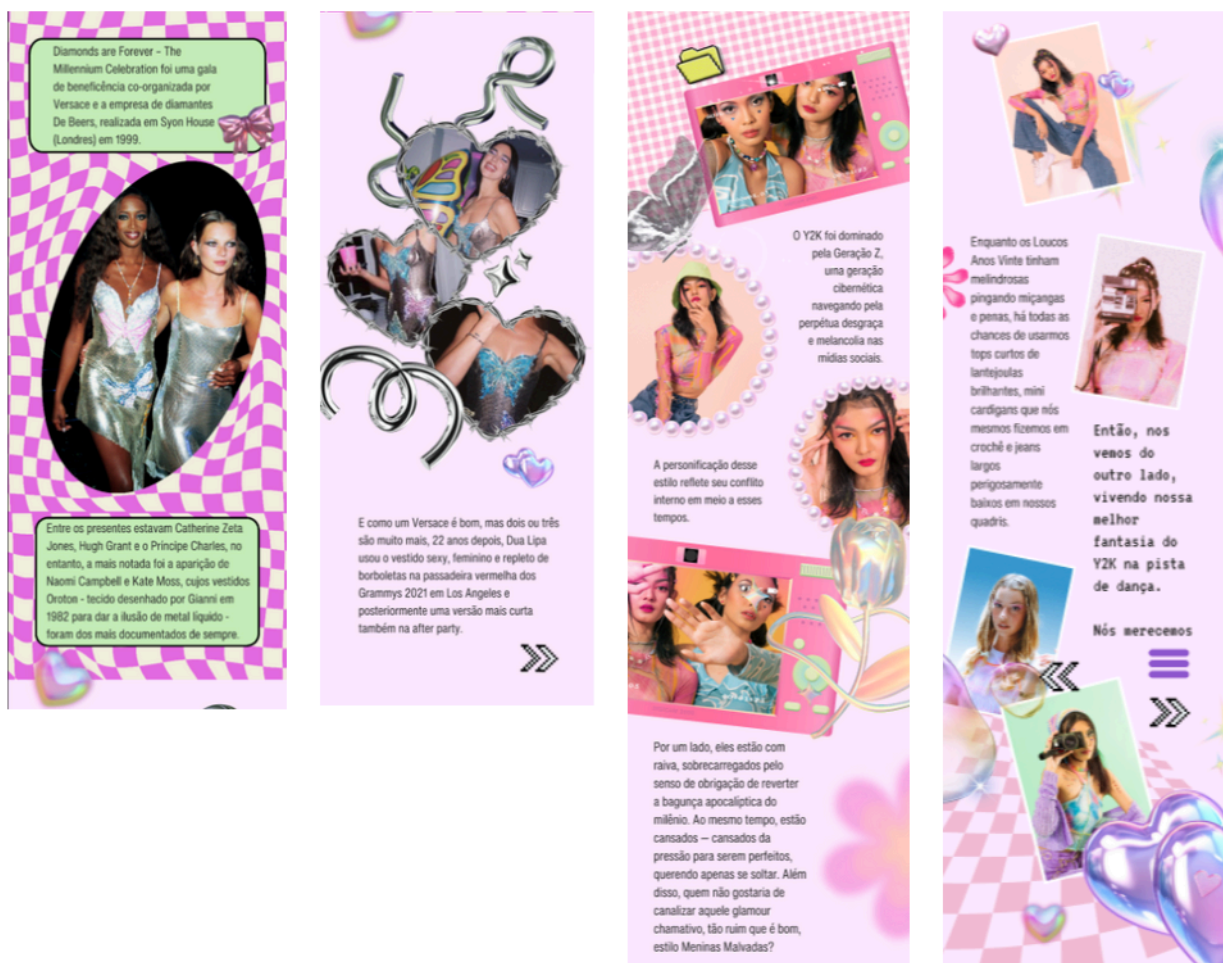 Diamonds are Forever – The
Millennium Celebration foi uma gala
de beneficência co-organizada por
Versace e a empresa de diamantes
De Beers, realizada em Syon House
(Londres) em 1999.
Entre os presentes estavam Catherine Zeta
Jones, Hugh Grant e o Príncipe Charles, no
entanto, a mais notada foi a aparição de
Naomi Campbell e Kate Moss, cujos vestidos
Oroton - tecido desenhado por Gianni em
1982 para dar a ilusão de metal líquido -
foram dos mais documentados de sempre.
E como um Versace é bom, mas dois ou três
são muito mais, 22 anos depois, Dua Lipa
usou o vestido sexy, feminino e repleto de
borboletas na passadeira vermelha dos
Grammys 2021 em Los Angeles e
posteriormente uma versão mais curta
também na after party.
O Y2K foi dominado
pela Geração Z,
uma geração
cibernética
navegando pela
perpétua desgraça
e melancolia nas
mídias sociais.
A personificação desse
estilo reflete seu conflito
interno em meio a esses
tempos.
Por um lado, eles estão com
raiva, sobrecarregados pelo
senso de obrigação de reverter
a bagunça apocalíptica do
milênio. Ao mesmo tempo, estão
cansados — cansados da
pressão para serem perfeitos,
querendo apenas se soltar. Além
disso, quem não gostaria de
canalizar aquele glamour
chamativo, tão ruim que é bom,
estilo Meninas Malvadas?
Enquanto os Loucos
Anos Vinte tinham
melindrosas
pingando miçangas
e penas, há todas as
chances de usarmos
tops curtos de
lantejoulas
brilhantes, mini
cardigans que nós
mesmos fizemos em
crochê e jeans
largos
perigosamente
baixos em nossos
quadris.
Então, nos
vemos do
outro lado,
vivendo nossa
melhor
fantasia do
Y2K na pista
de dança.
Nós merecemos